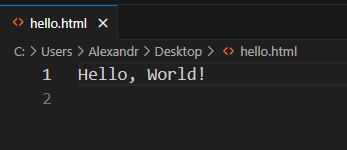 hello.html
C: > Users > Alexandr > Desktop > hello.html
1 Hello, World!
2